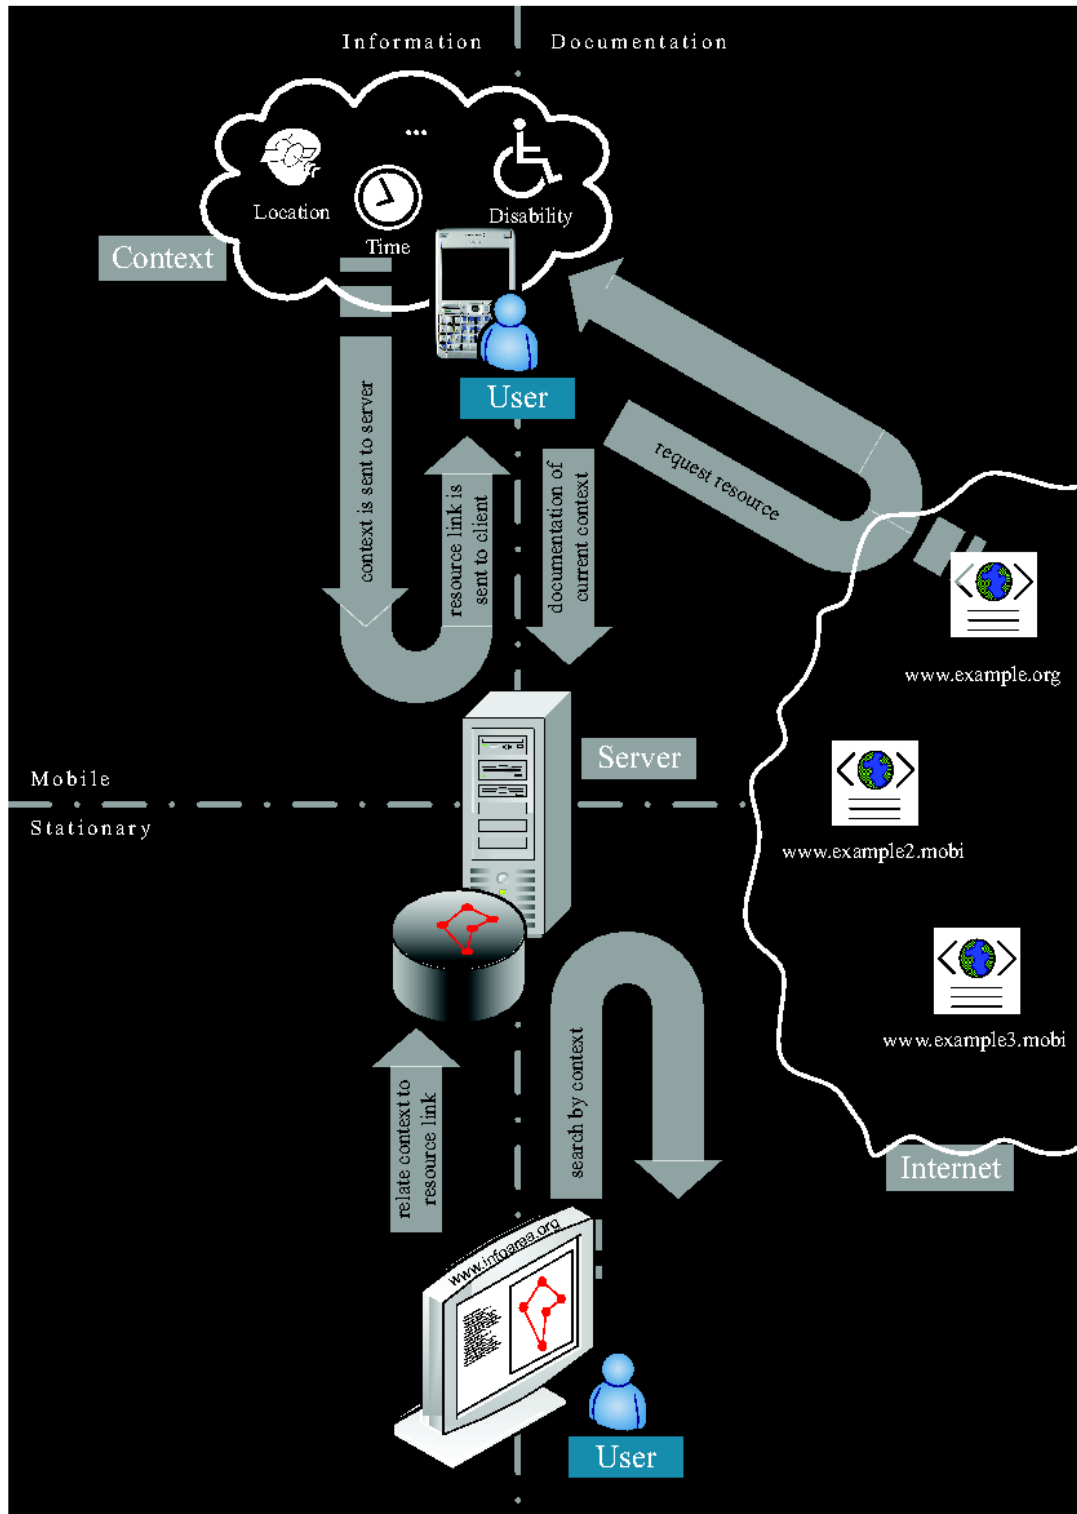 Information
Documentation
...
Location
Time
Disability
Context
User
context is sent to server
resource link is
sent to client
documentation of
current context
request resource
www.example.org
Server
Mobile
Stationary
www.example2.mobi
www.example3.mobi
relate context to
resource link
search by context
Internet
www.infoarea.org
User